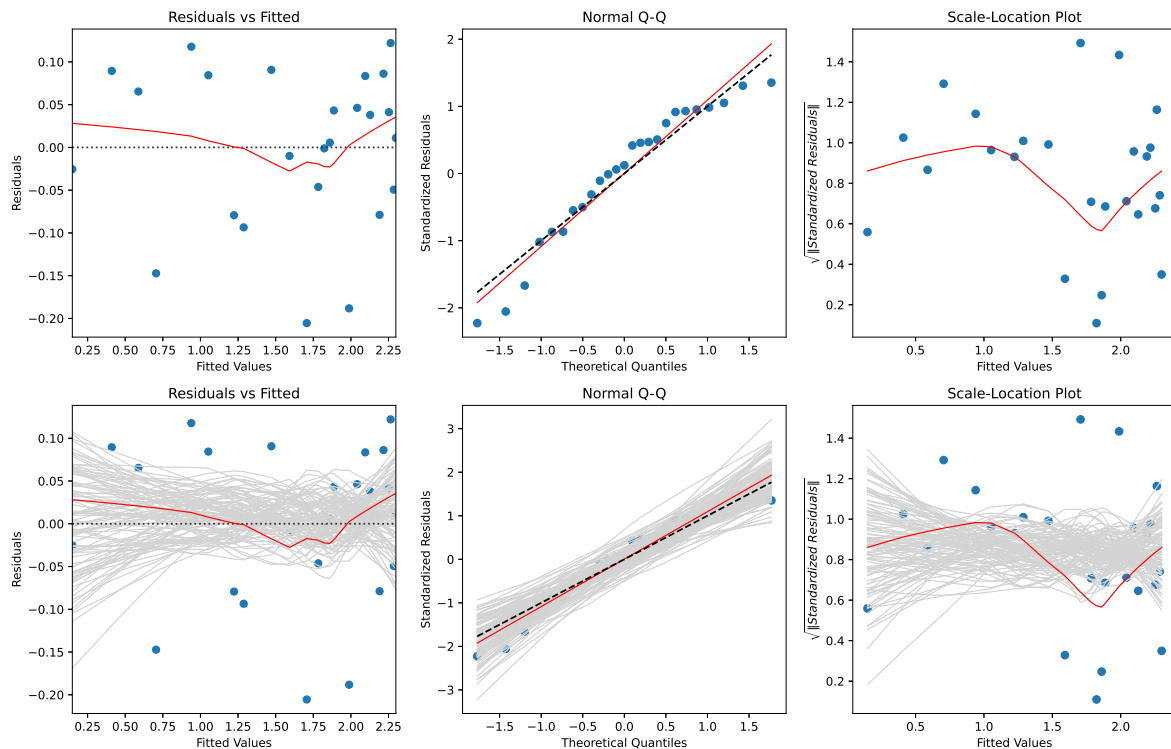 Residuals vs Fitted
Normal Q-Q
Scale-Location Plot
0.10
0.05
0.00
−0.05
−0.10
−0.15
−0.20
Residuals
0.25 0.50 0.75 1.00 1.25 1.50 1.75 2.00 2.25
Fitted Values
2
1
0
−1
−2
Standardized Residuals
−1.5 −1.0 −0.5 0.0 0.5 1.0 1.5
Theoretical Quantiles
1.4
1.2
1.0
0.8
0.6
0.4
0.2
√‖Standardized Residuals‖
0.5 1.0 1.5 2.0
Fitted Values
Residuals vs Fitted
Normal Q-Q
Scale-Location Plot
0.10
0.05
0.00
−0.05
−0.10
−0.15
−0.20
Residuals
0.25 0.50 0.75 1.00 1.25 1.50 1.75 2.00 2.25
Fitted Values
3
2
1
0
−1
−2
−3
Standardized Residuals
−1.5 −1.0 −0.5 0.0 0.5 1.0 1.5
Theoretical Quantiles
1.4
1.2
1.0
0.8
0.6
0.4
0.2
√‖Standardized Residuals‖
0.5 1.0 1.5 2.0
Fitted Values